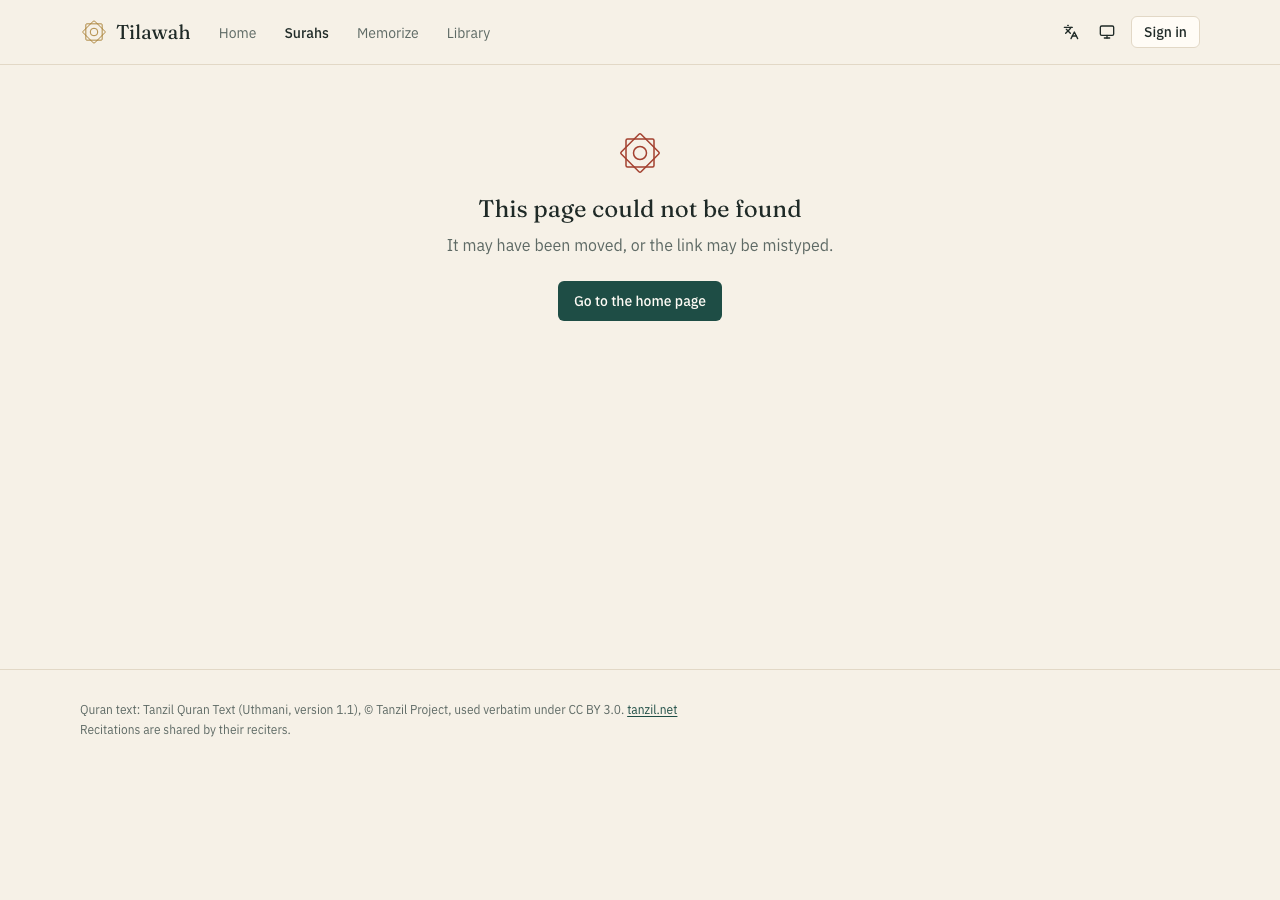 Tilawah
Home
Surahs
Memorize
Library
Sign in
This page could not be found
It may have been moved, or the link may be mistyped.
Go to the home page
Quran text: Tanzil Quran Text (Uthmani, version 1.1), © Tanzil Project, used verbatim under CC BY 3.0. tanzil.net
Recitations are shared by their reciters.